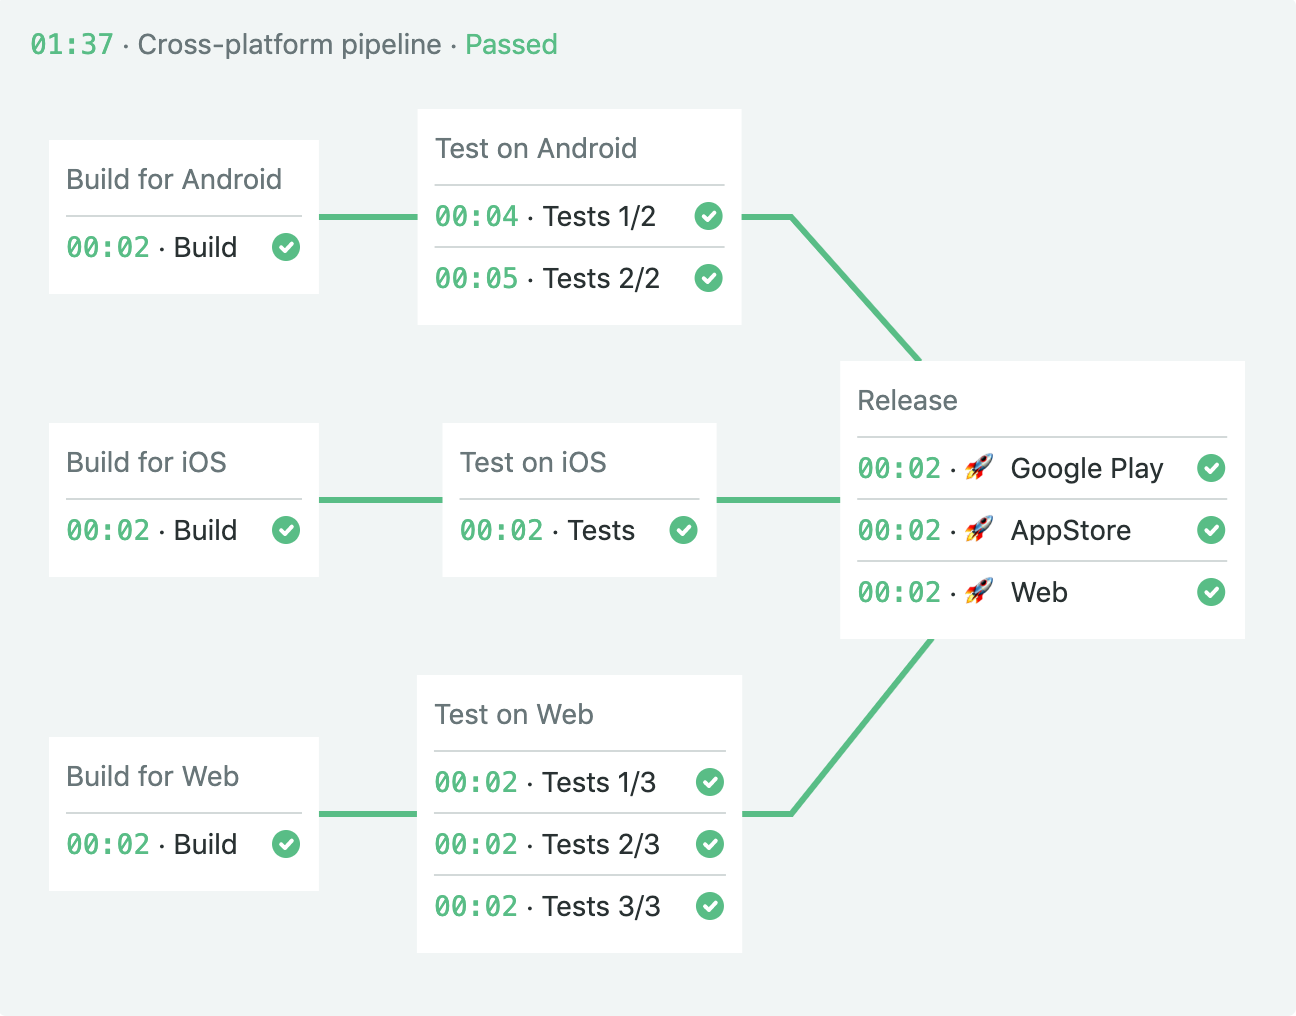 01:37 · Cross-platform pipeline · Passed
Build for Android
00:02 · Build
Test on Android
00:04 · Tests 1/2
00:05 · Tests 2/2
Build for iOS
00:02 · Build
Test on iOS
00:02 · Tests
Build for Web
00:02 · Build
Test on Web
00:02 · Tests 1/3
00:02 · Tests 2/3
00:02 · Tests 3/3
Release
00:02 · 🚀 Google Play
00:02 · 🚀 AppStore
00:02 · 🚀 Web